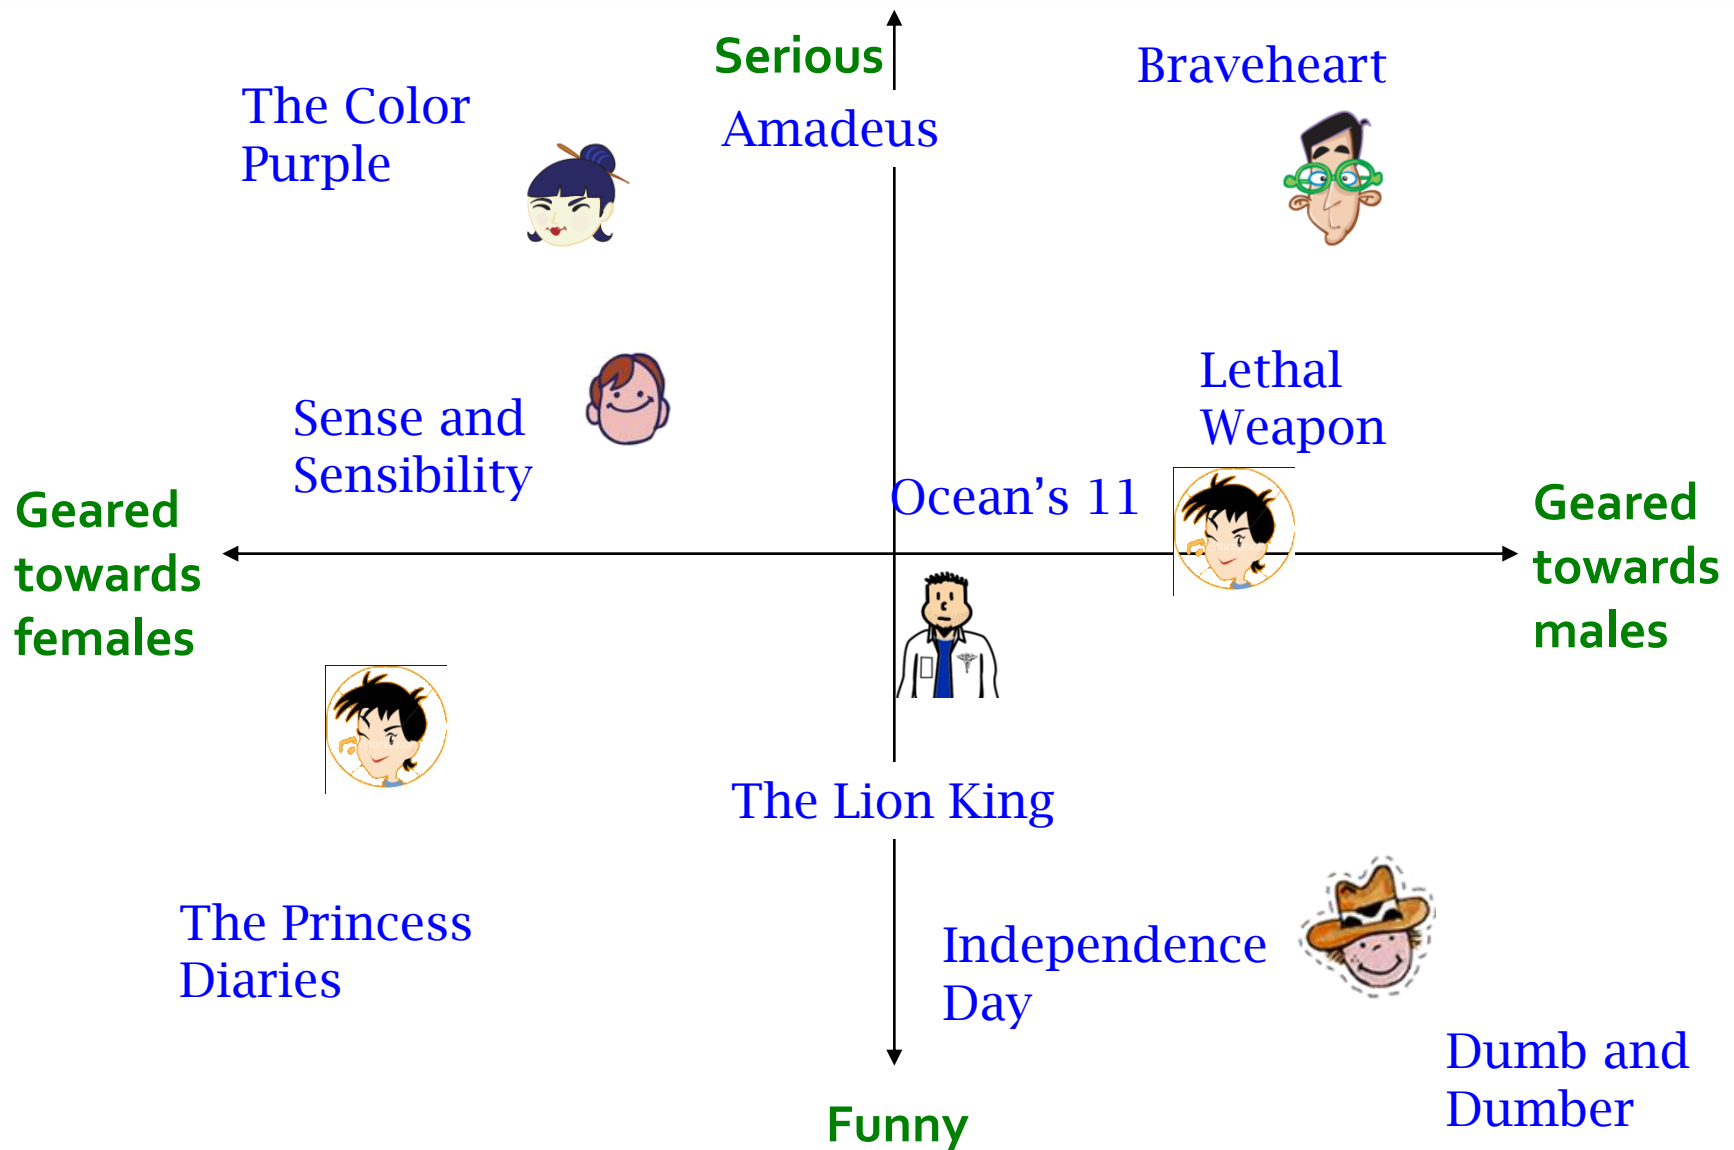 Serious
Braveheart
The Color
Purple
Amadeus
Lethal
Weapon
Sense and
Sensibility
Ocean’s 11
Geared
towards
females
Geared
towards
males
The Lion King
The Princess
Diaries
Independence
Day
Dumb and
Dumber
Funny